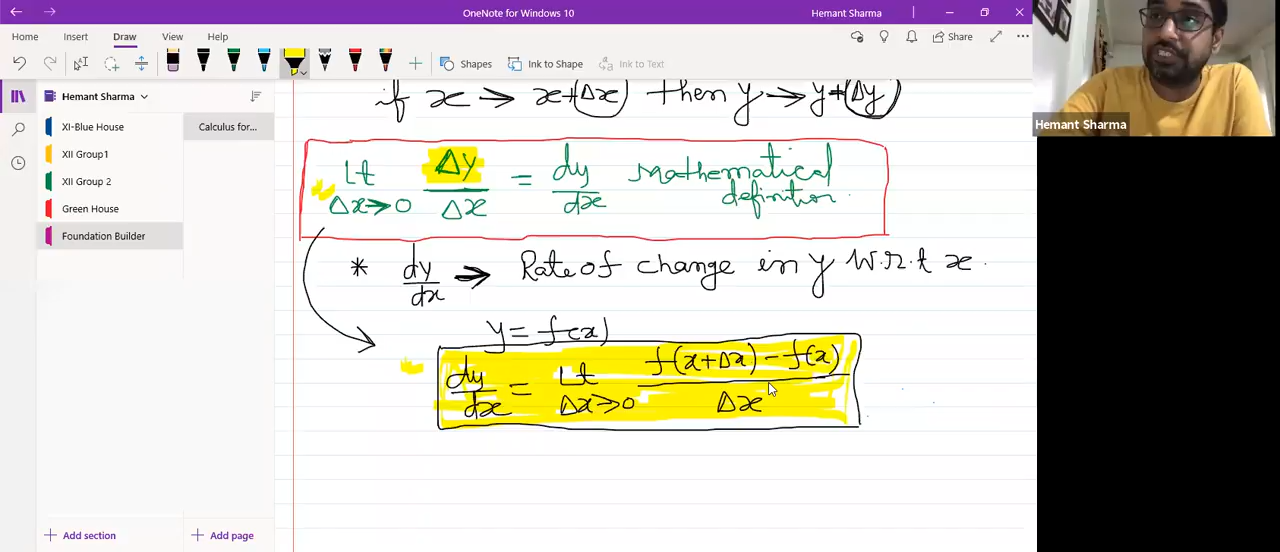 OneNote for Windows 10
Hemant Sharma
Home Insert Draw View Help
Share
Shapes
Ink to Shape
Ink to Text
Hemant Sharma
XI-Blue House
XII Group1
XII Group 2
Green House
Foundation Builder
Calculus for...
Add section
Add page
if x → x+Δx then y → y+Δy
Lt Δx→0 Δy/Δx = dy/dx Mathematical definition.
* dy/dx → Rate of change in y w.r.t x.
y = f(x)
dy/dx = Lt Δx→0 f(x+Δx) - f(x) / Δx
Hemant Sharma